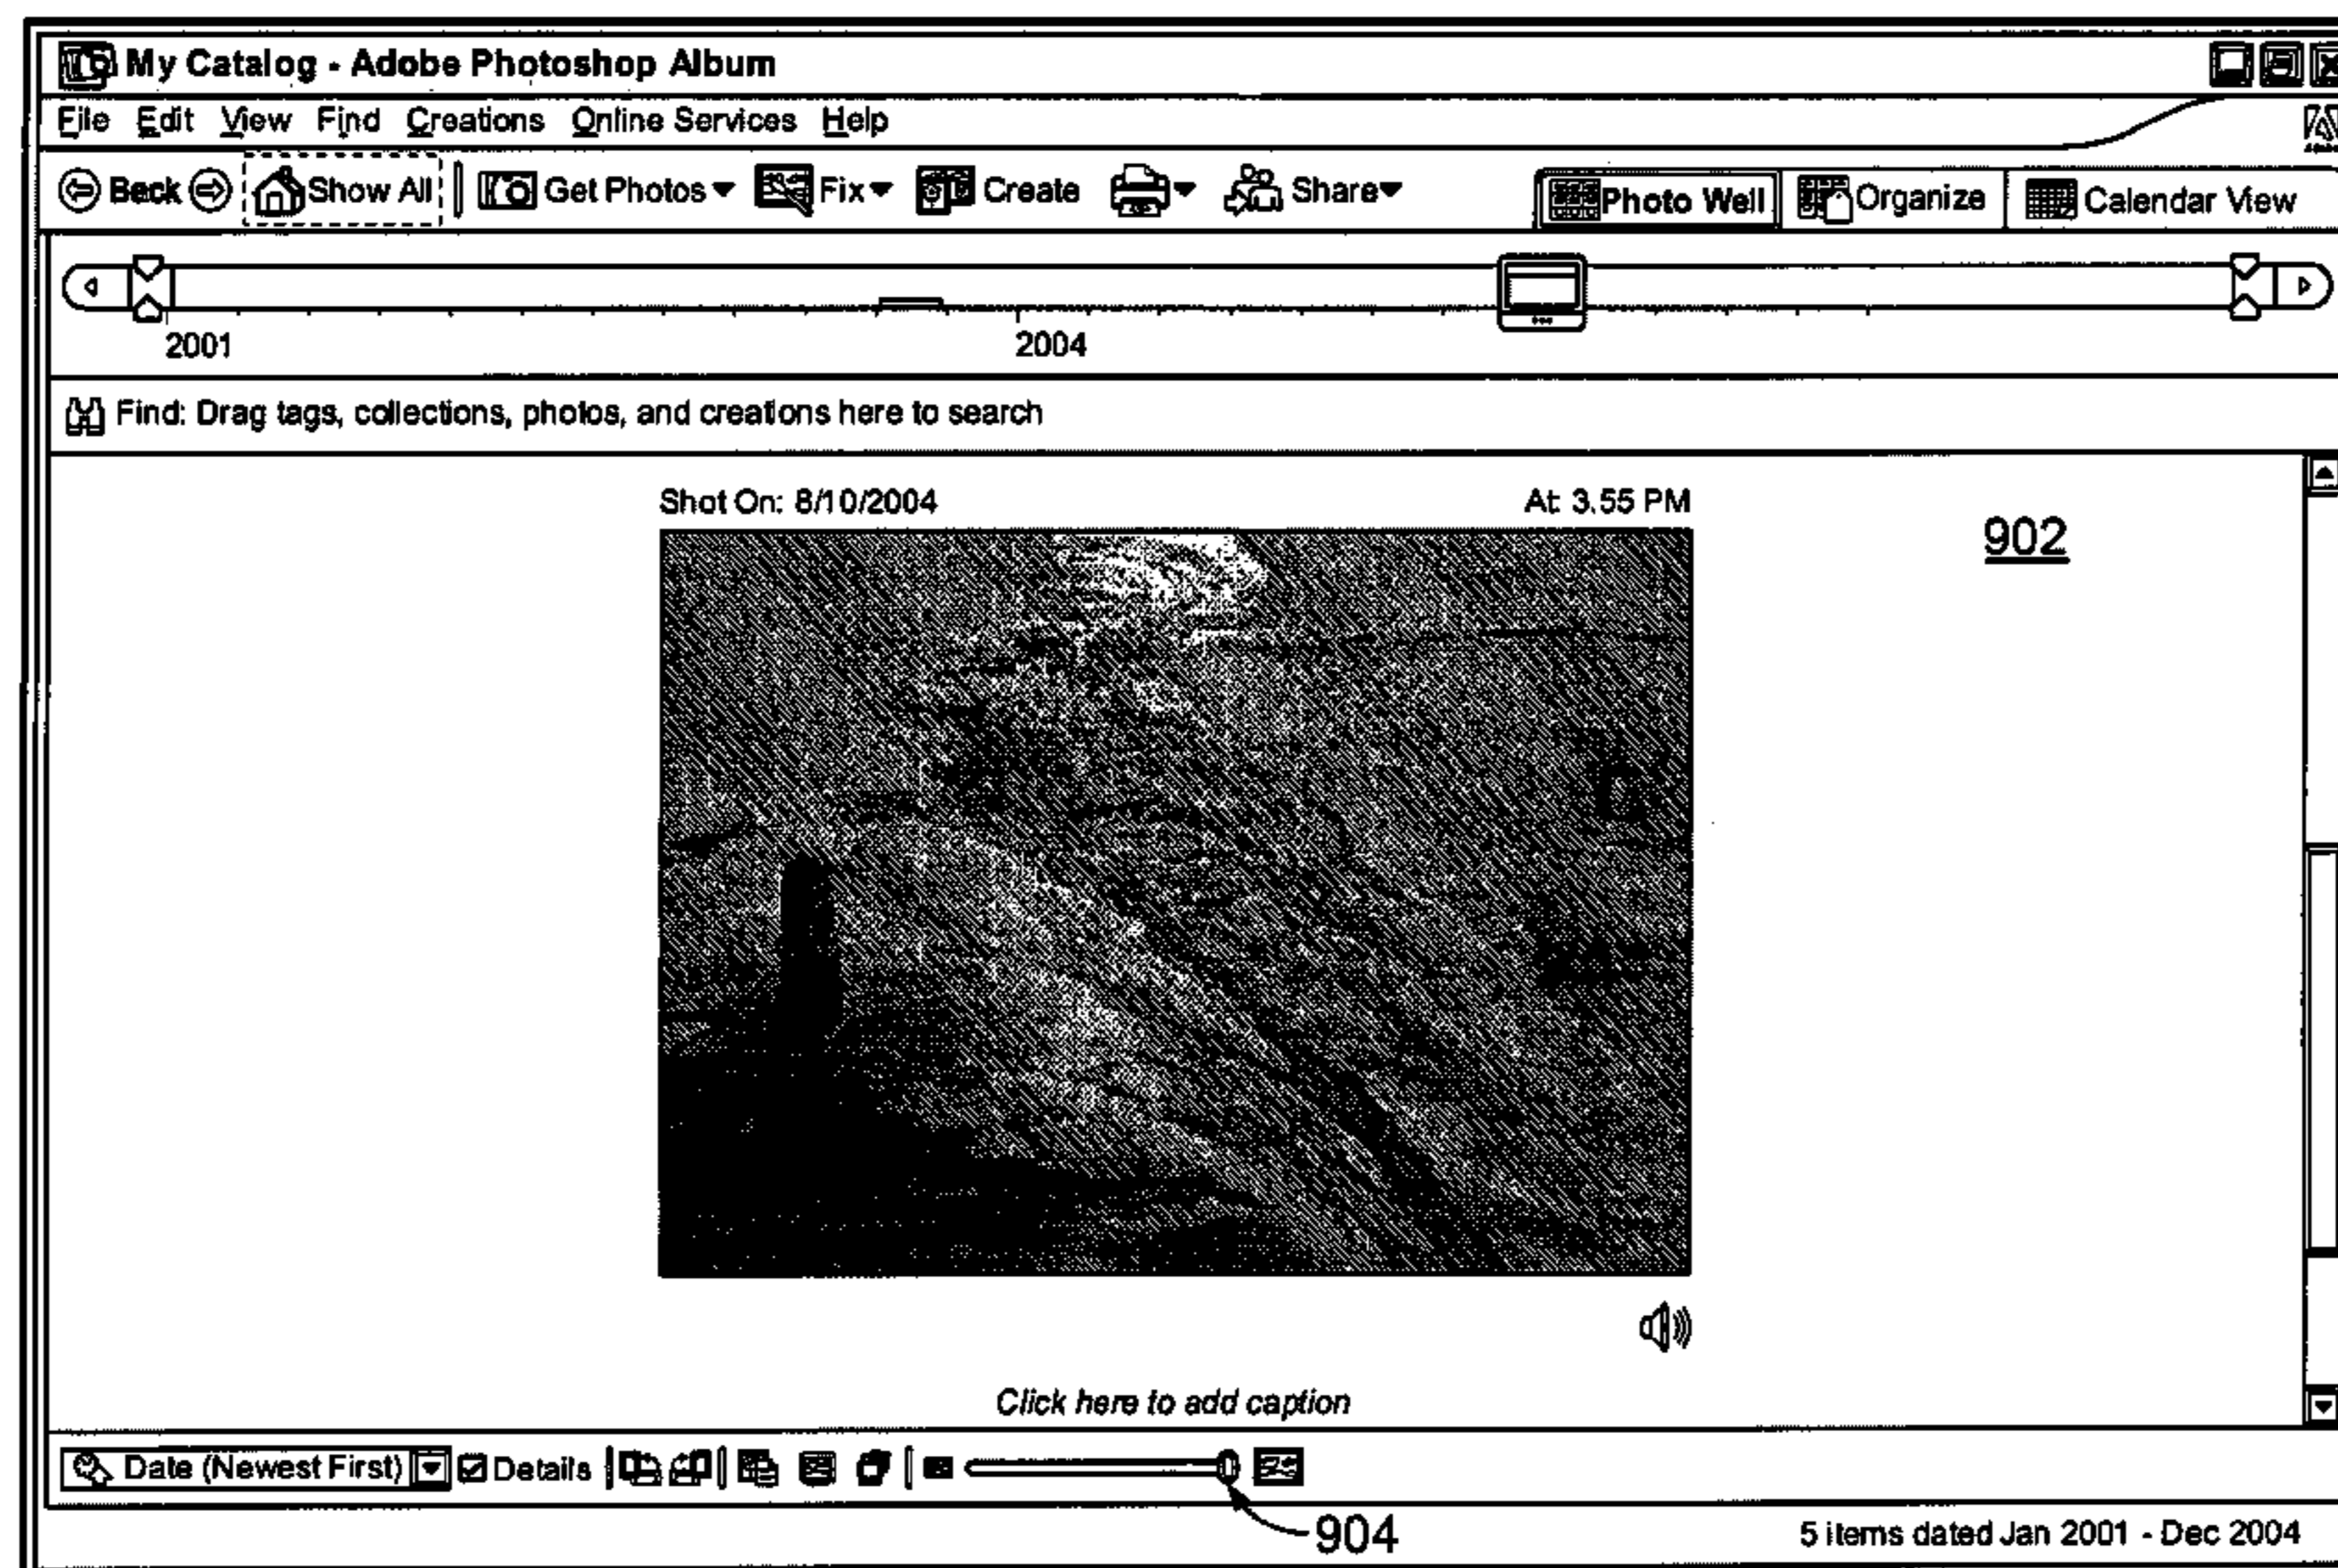 My Catalog - Adobe Photoshop Album
File Edit View Find Creations Online Services Help
Back Show All Get Photos Fix Create Share Photo Well Organize Calendar View
2001 2004
Find: Drag tags, collections, photos, and creations here to search
Shot On: 8/10/2004 At: 3:55 PM
902
Click here to add caption
Date (Newest First) Details
904
5 items dated Jan 2001 - Dec 2004